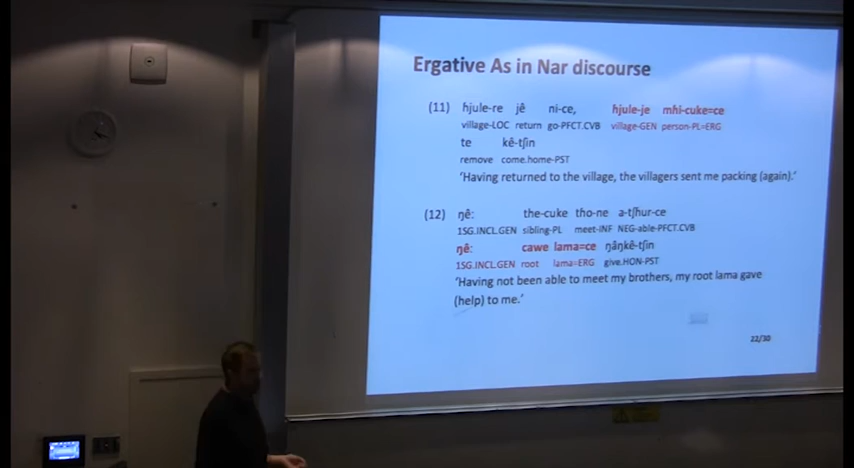 Ergative As in Nar discourse
(11) ɦjule-re jê ni-ce, ɦjule-je mɦi-cuke=ce
village-LOC return go-PFCT.CVB village-GEN person-PL=ERG
te kê-tʃin
remove come.home-PST
'Having returned to the village, the villagers sent me packing (again).'
(12) ŋê: the-cuke tho-ne a-tʃhur-ce
1SG.INCL.GEN sibling-PL meet-INF NEG-able-PFCT.CVB
ŋê: cawe lama=ce ŋâŋkê-tʃin
1SG.INCL.GEN root lama=ERG give.HON-PST
'Having not been able to meet my brothers, my root lama gave
(help) to me.'
22/30